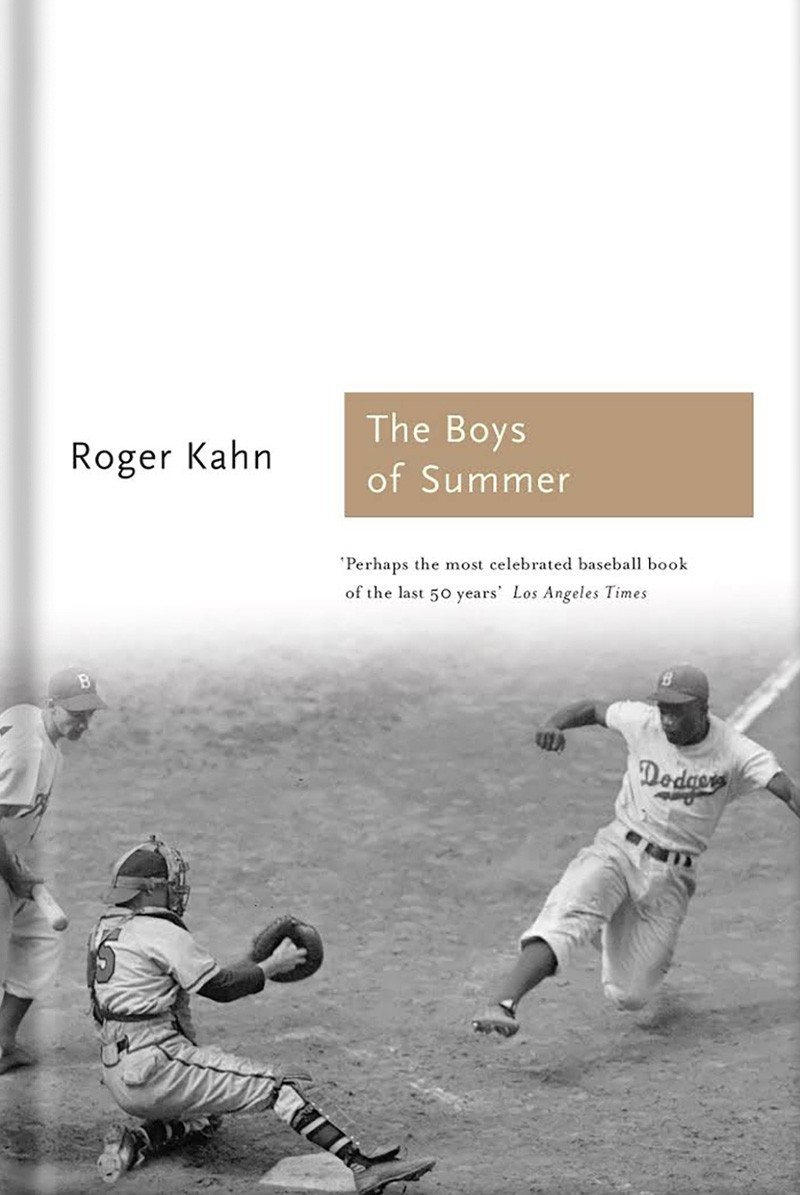 Roger Kahn
The Boys
of Summer
'Perhaps the most celebrated baseball book
of the last 50 years' Los Angeles Times
B
B
Dodgers
5